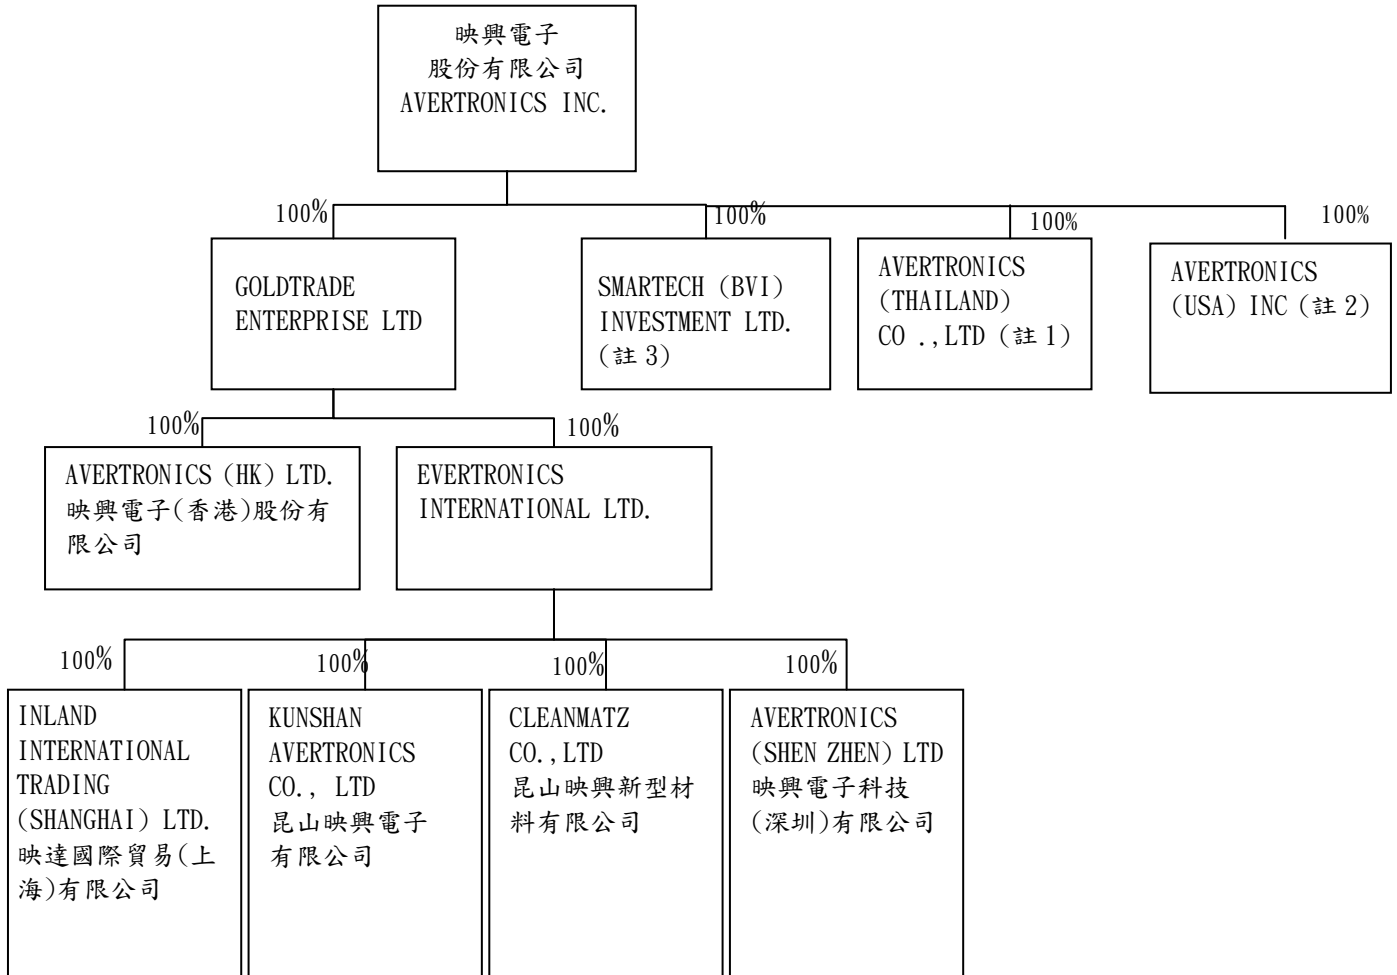 映興電子
股份有限公司
AVERTRONICS INC.
100%
100%
100%
100%
GOLDTRADE
ENTERPRISE LTD
SMARTECH (BVI)
INVESTMENT LTD.
(註 3)
AVERTRONICS
(THAILAND)
CO .,LTD (註 1)
AVERTRONICS
(USA) INC (註 2)
100%
100%
AVERTRONICS (HK) LTD.
映興電子(香港)股份有
限公司
EVERTRONICS
INTERNATIONAL LTD.
100%
100%
100%
100%
INLAND
INTERNATIONAL
TRADING
(SHANGHAI) LTD.
映達國際貿易(上
海)有限公司
KUNSHAN
AVERTRONICS
CO., LTD
昆山映興電子
有限公司
CLEANMATZ
CO.,LTD
昆山映興新型材
料有限公司
AVERTRONICS
(SHEN ZHEN) LTD
映興電子科技
(深圳)有限公司